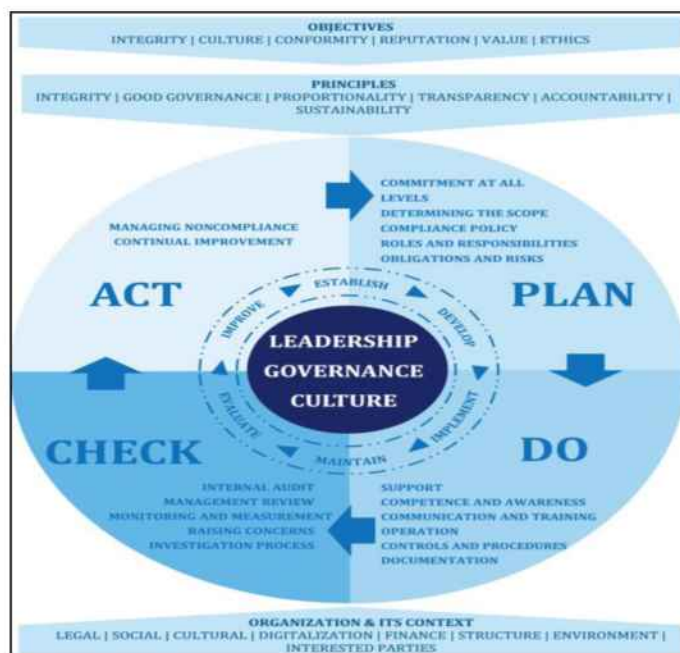 OBJECTIVES
INTEGRITY | CULTURE | CONFORMITY | REPUTATION | VALUE | ETHICS
PRINCIPLES
INTEGRITY | GOOD GOVERNANCE | PROPORTIONALITY | TRANSPARENCY | ACCOUNTABILITY |
SUSTAINABILITY
MANAGING NONCOMPLIANCE
CONTINUAL IMPROVEMENT
ACT
COMMITMENT AT ALL
LEVELS
DETERMINING THE SCOPE
COMPLIANCE POLICY
ROLES AND RESPONSIBILITIES
OBLIGATIONS AND RISKS
PLAN
ESTABLISH
DEVELOP
IMPLEMENT
MAINTAIN
EVALUATE
IMPROVE
LEADERSHIP
GOVERNANCE
CULTURE
CHECK
INTERNAL AUDIT
MANAGEMENT REVIEW
MONITORING AND MEASUREMENT
RAISING CONCERNS
INVESTIGATION PROCESS
DO
SUPPORT
COMPETENCE AND AWARENESS
COMMUNICATION AND TRAINING
OPERATION
CONTROLS AND PROCEDURES
DOCUMENTATION
ORGANIZATION & ITS CONTEXT
LEGAL | SOCIAL | CULTURAL | DIGITALIZATION | FINANCE | STRUCTURE | ENVIRONMENT |
INTERESTED PARTIES